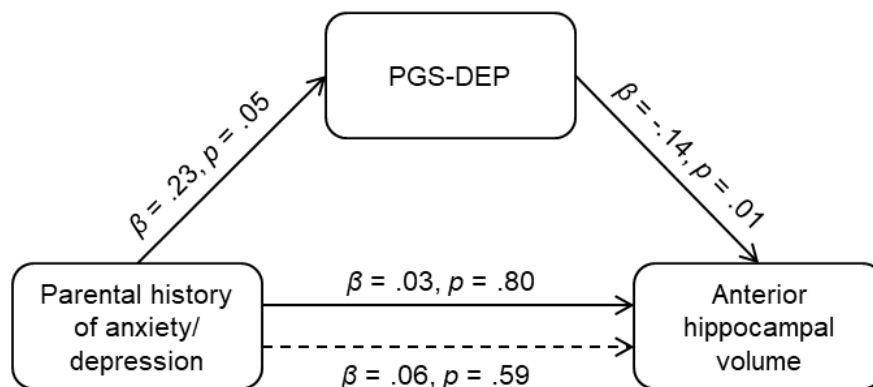 PGS-DEP
β = .23, p = .05
β = -.14, p = .01
Parental history
of anxiety/
depression
β = .03, p = .80
β = .06, p = .59
Anterior
hippocampal
volume